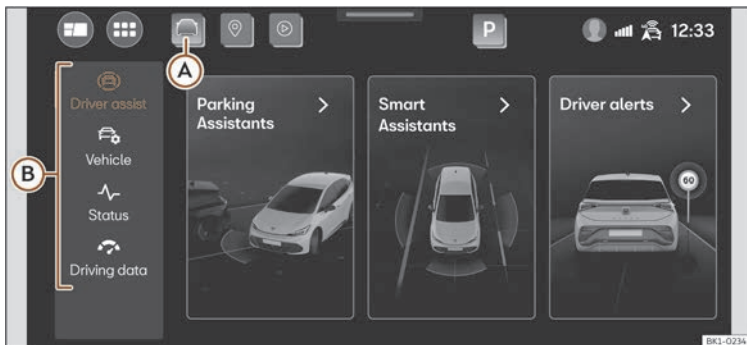 P
12:33
A
B
Driver assist
Vehicle
Status
Driving data
Parking
Assistants
Smart
Assistants
Driver alerts
60
BK1-0234